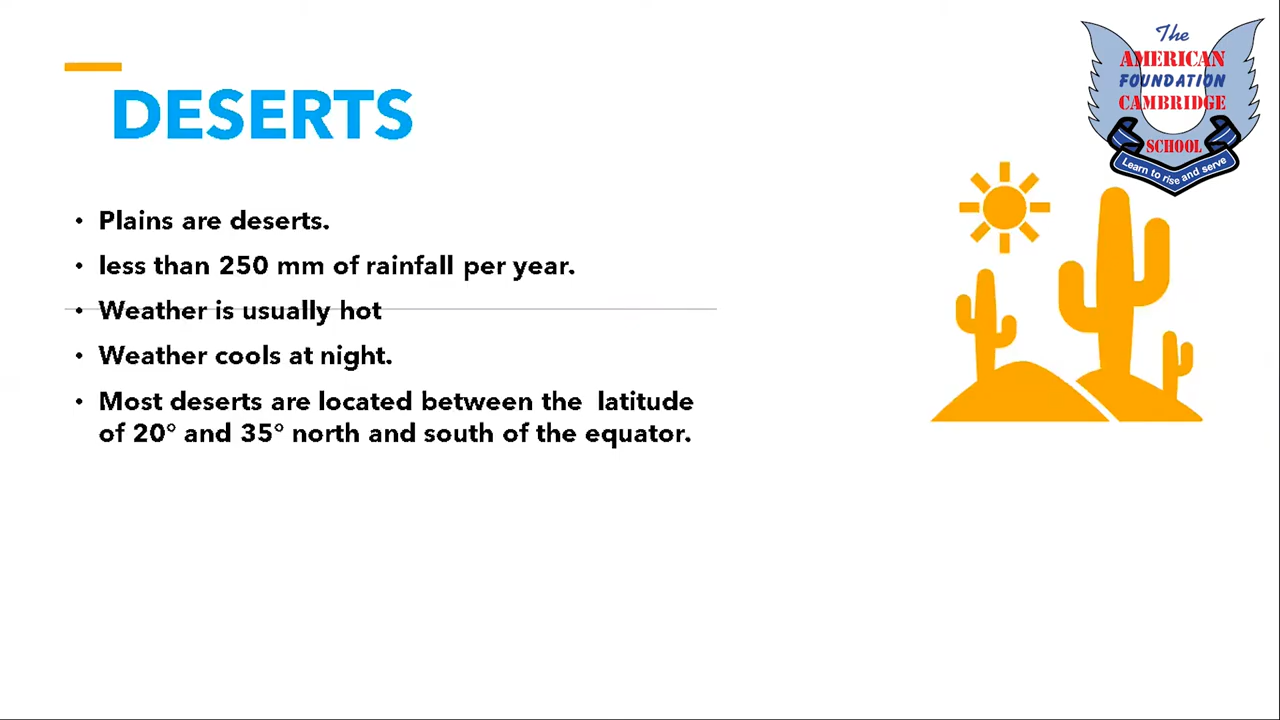 The
AMERICAN
FOUNDATION
CAMBRIDGE
SCHOOL
Learn to rise and serve
DESERTS
• Plains are deserts.
• less than 250 mm of rainfall per year.
• Weather is usually hot
• Weather cools at night.
• Most deserts are located between the latitude
of 20° and 35° north and south of the equator.